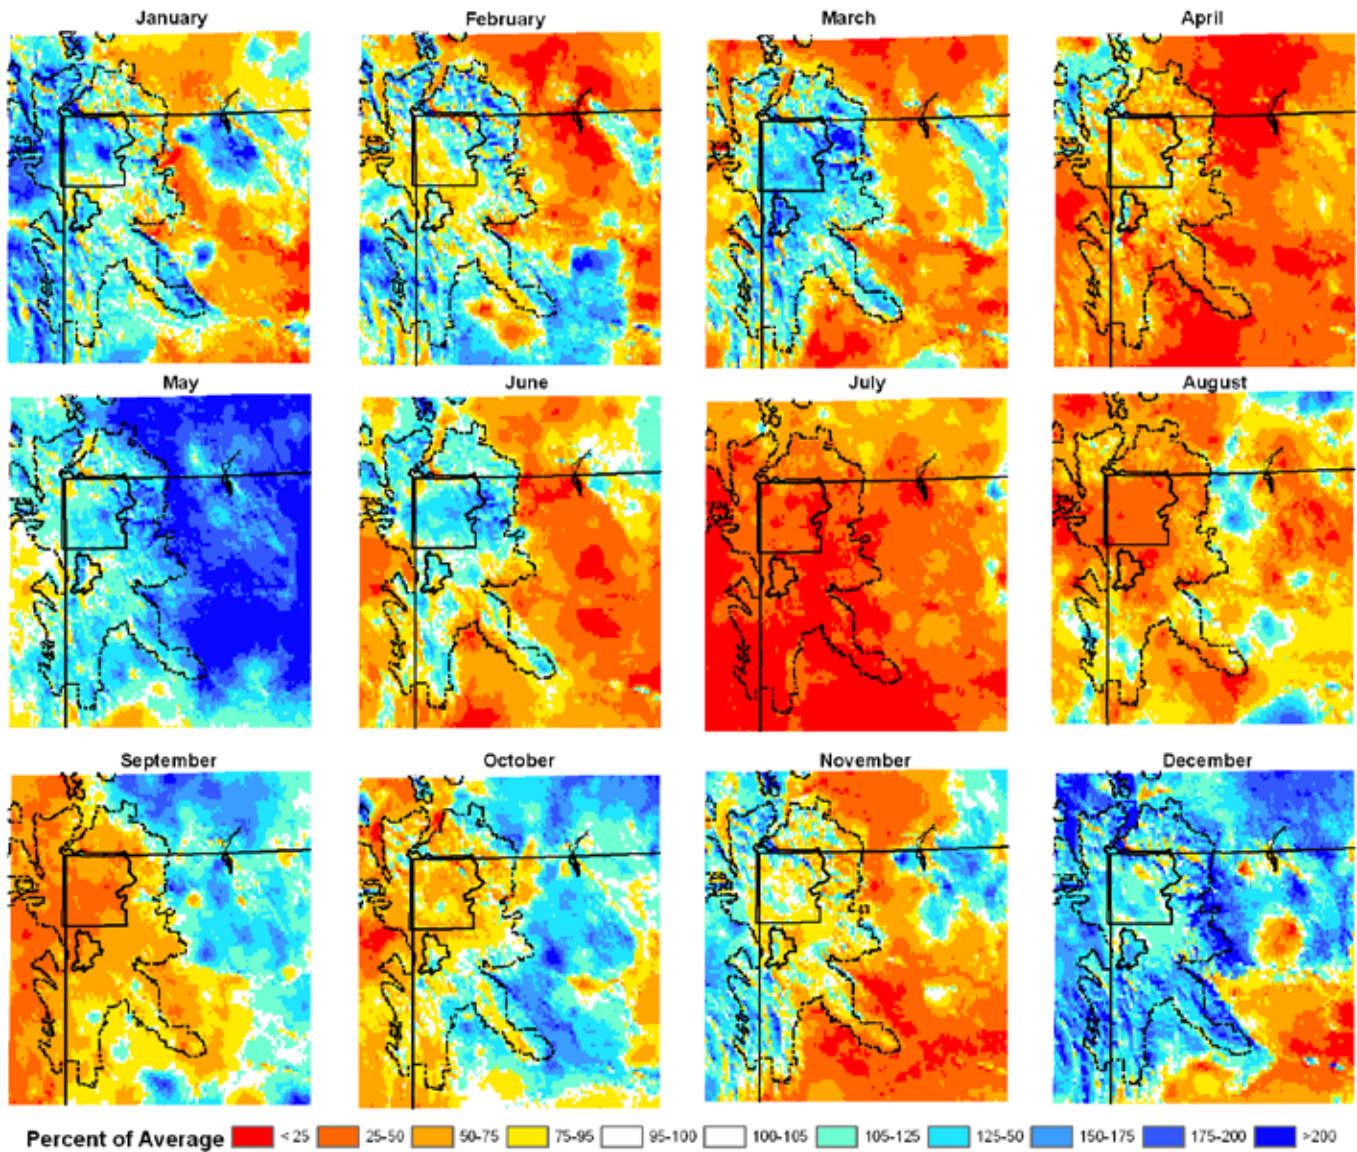 January February March April
May June July August
September October November December
Percent of Average < 25 25-50 50-75 75-95 95-100 100-105 105-125 125-50 150-175 175-200 >200